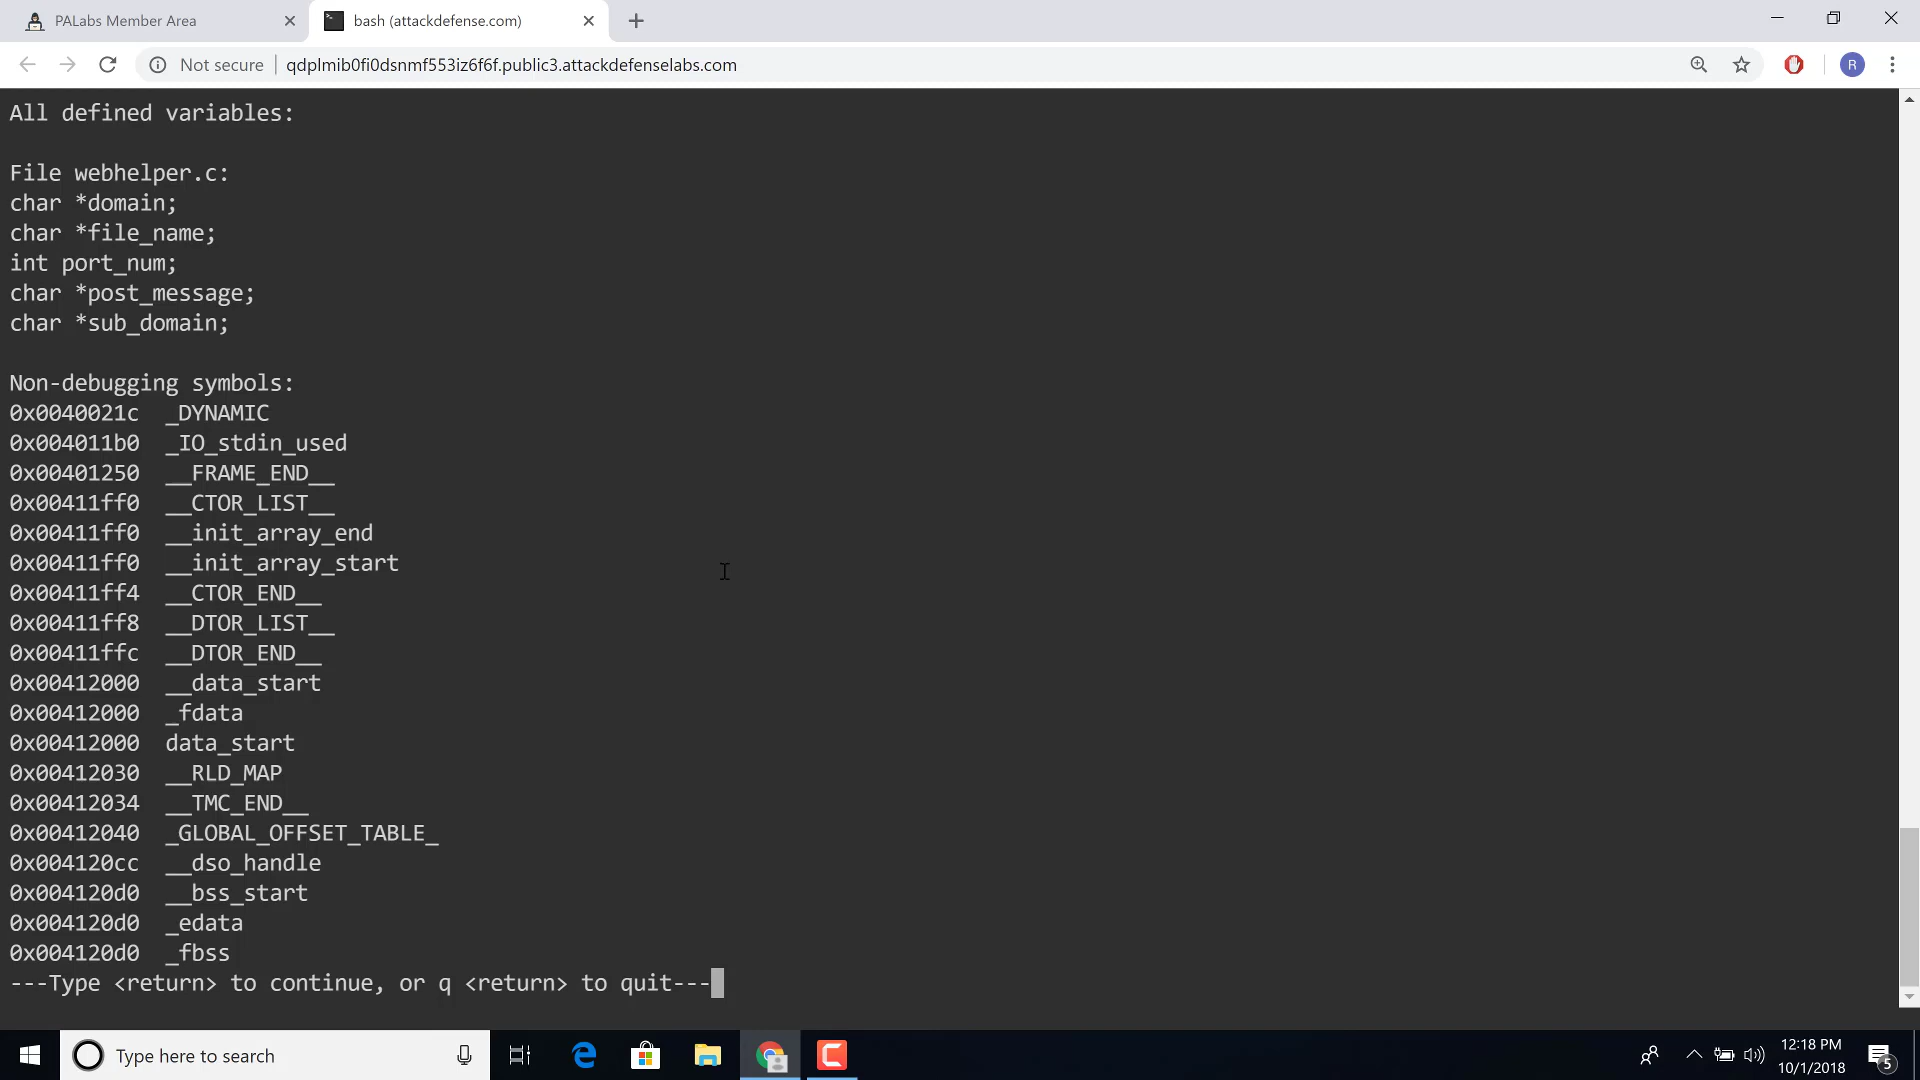 PALabs Member Area
bash (attackdefense.com)
Not secure
qdplmib0fi0dsnmf553iz6f6f.public3.attackdefenselabs.com
R
All defined variables:
File webhelper.c:
char *domain;
char *file_name;
int port_num;
char *post_message;
char *sub_domain;
Non-debugging symbols:
0x0040021c  _DYNAMIC
0x004011b0  _IO_stdin_used
0x00401250  __FRAME_END__
0x00411ff0  __CTOR_LIST__
0x00411ff0  __init_array_end
0x00411ff0  __init_array_start
0x00411ff4  __CTOR_END__
0x00411ff8  __DTOR_LIST__
0x00411ffc  __DTOR_END__
0x00412000  __data_start
0x00412000  _fdata
0x00412000  data_start
0x00412030  __RLD_MAP
0x00412034  __TMC_END__
0x00412040  _GLOBAL_OFFSET_TABLE_
0x004120cc  __dso_handle
0x004120d0  __bss_start
0x004120d0  _edata
0x004120d0  _fbss
---Type <return> to continue, or q <return> to quit---
Type here to search
12:18 PM
10/1/2018
5